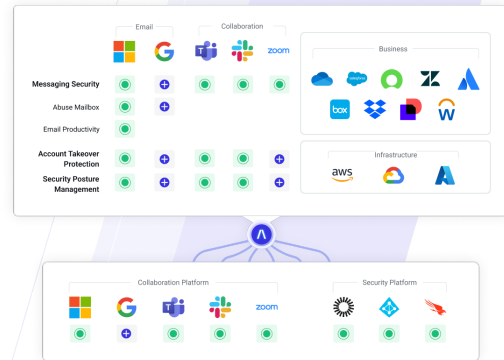 Email
Collaboration
zoom
Messaging Security
Abuse Mailbox
Email Productivity
Account Takeover
Protection
Security Posture
Management
Business
salesforce
box
Infrastructure
aws
Collaboration Platform
Security Platform
zoom